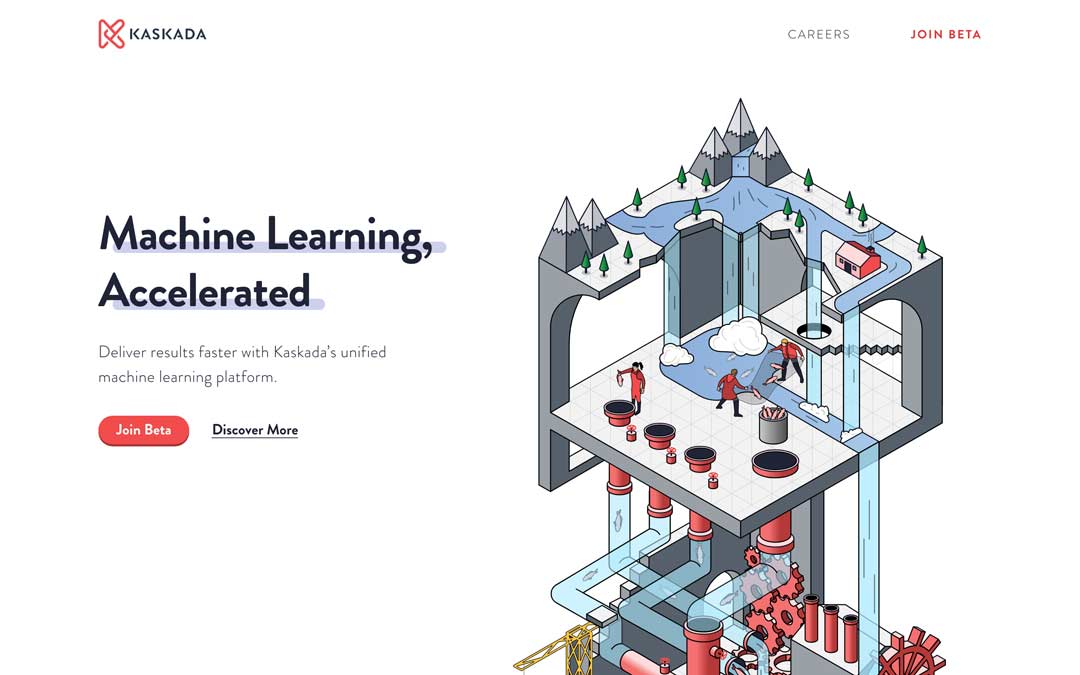 KASKADA
CAREERS
JOIN BETA
Machine Learning,
Accelerated
Deliver results faster with Kaskada’s unified
machine learning platform.
Join Beta
Discover More